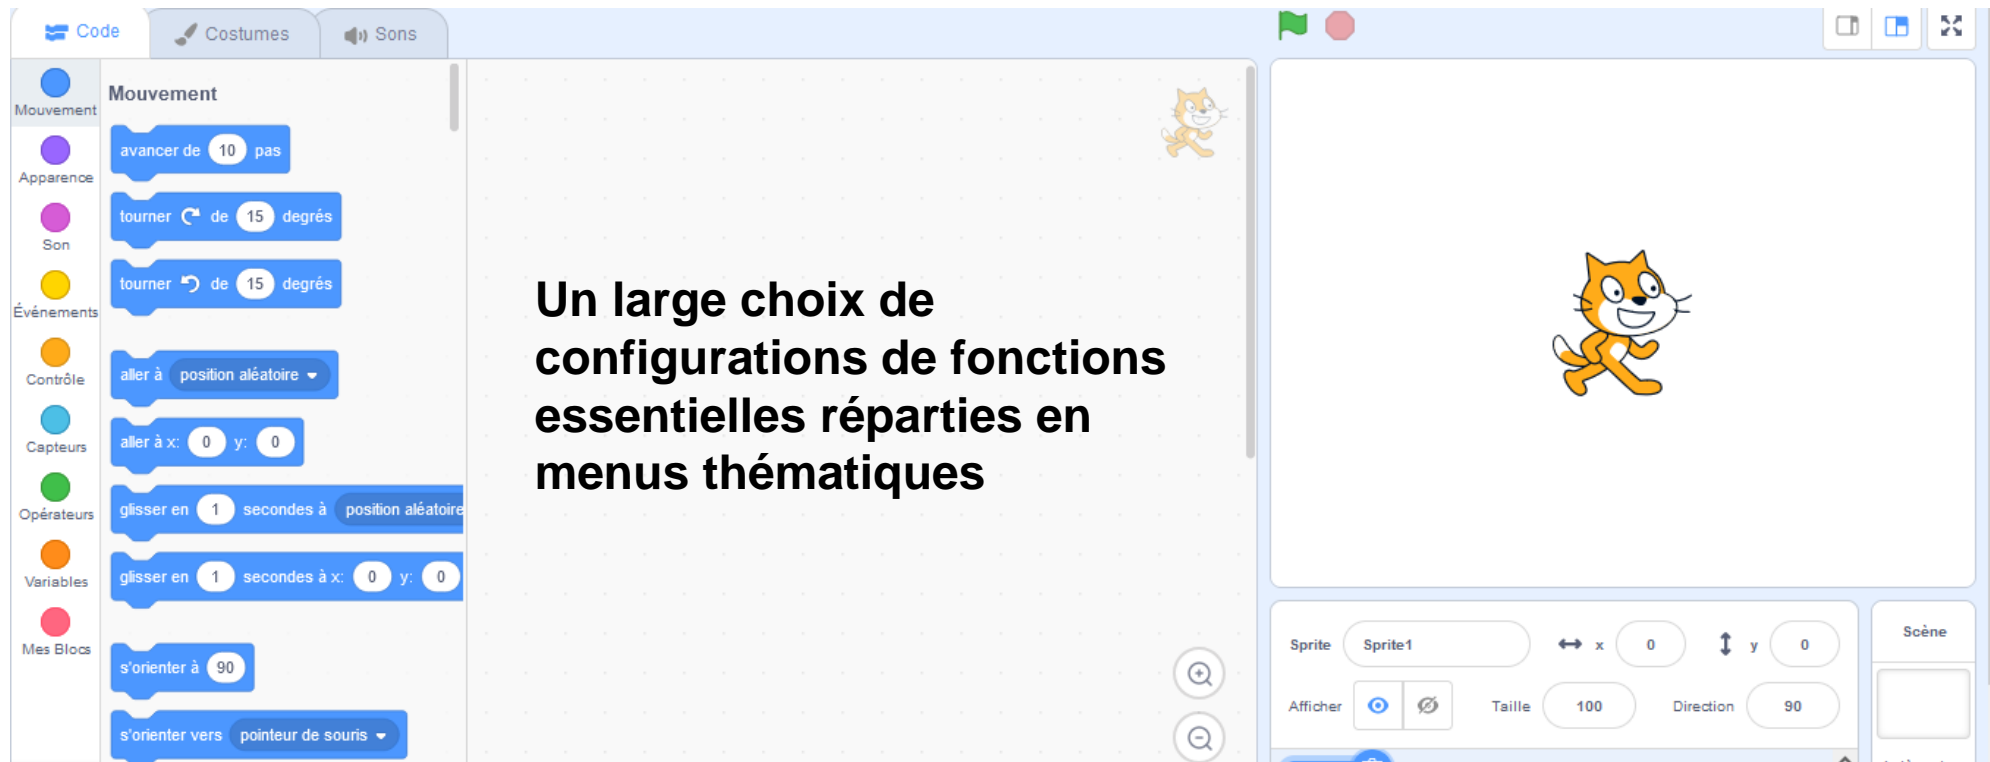 Code
Costumes
Sons
Mouvement
Apparence
Son
Événements
Contrôle
Capteurs
Opérateurs
Variables
Mes Blocs
Mouvement
avancer de 10 pas
tourner de 15 degrés
tourner de 15 degrés
aller à position aléatoire
aller à x: 0 y: 0
glisser en 1 secondes à position aléatoire
glisser en 1 secondes à x: 0 y: 0
s'orienter à 90
s'orienter vers pointeur de souris
Un large choix de
configurations de fonctions
essentielles réparties en
menus thématiques
Sprite Sprite1 x 0 y 0
Afficher Taille 100 Direction 90
Scène